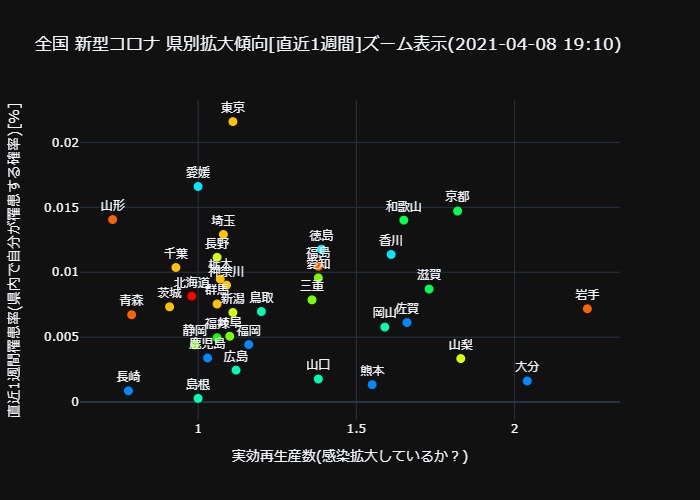 全国 新型コロナ 県別拡大傾向[直近1週間]ズーム表示(2021-04-08 19:10)
東京
0.02
愛媛
京都
山形
和歌山
0.015
埼玉
徳島
長野
香川
福島
千葉
愛知
栃木
神奈川
0.01
滋賀
北海道
三重
群馬
茨城
新潟
鳥取
青森
岩手
岡山
佐賀
静岡
福井
岐阜
福岡
0.005
鹿児島
山梨
広島
山口
大分
熊本
長崎
島根
0
1
1.5
2
直近1週間罹患率(県内で自分が罹患する確率)[%]
実効再生産数(感染拡大しているか？)